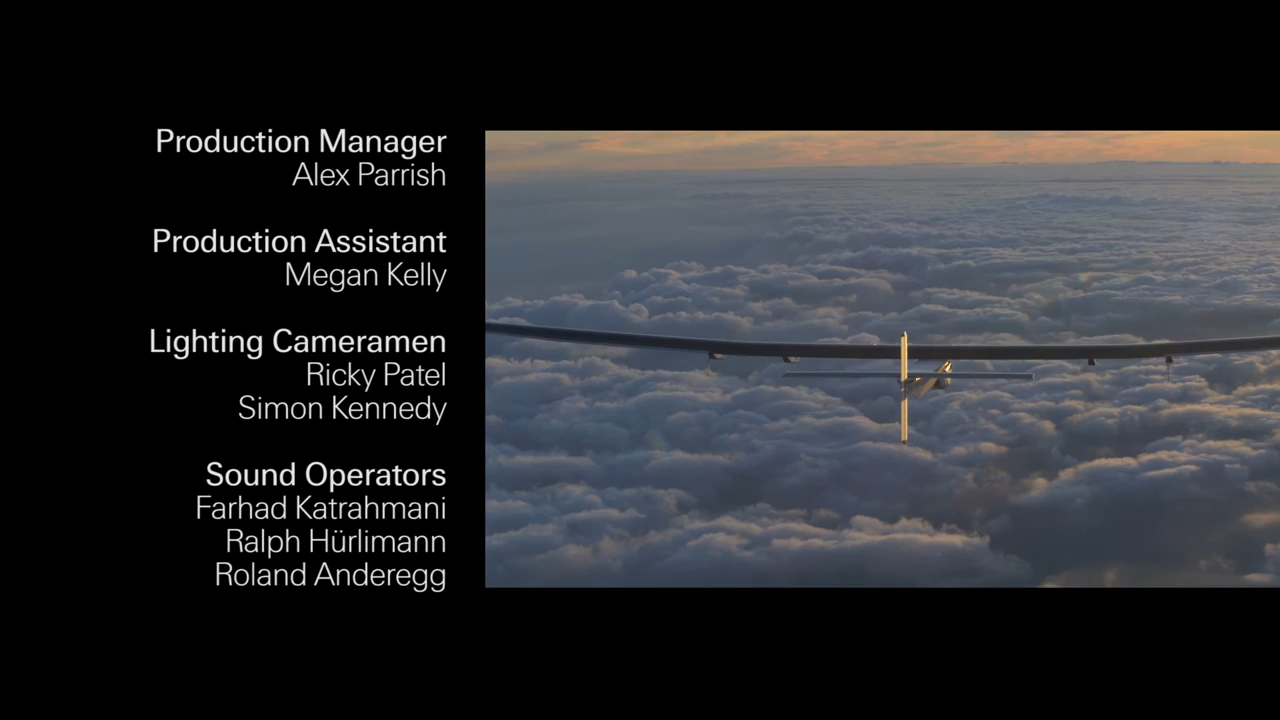 Production Manager
Alex Parrish
Production Assistant
Megan Kelly
Lighting Cameramen
Ricky Patel
Simon Kennedy
Sound Operators
Farhad Katrahmani
Ralph Hürlimann
Roland Anderegg